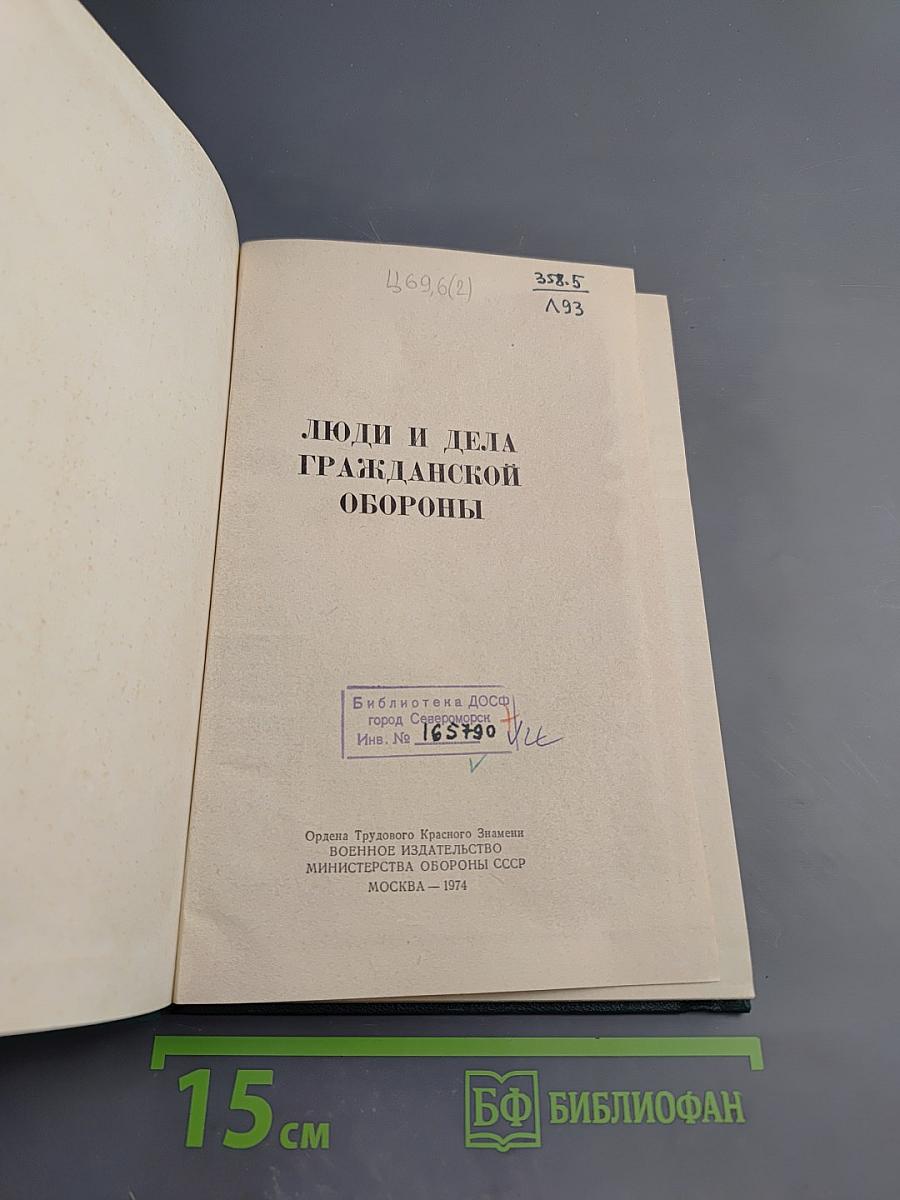 Ц69,6(2)
358.5
Л93
ЛЮДИ И ДЕЛА
ГРАЖДАНСКОЙ
ОБОРОНЫ
Библиотека ДОСФ
город Североморск
Инв. № 165790
Ордена Трудового Красного Знамени
ВОЕННОЕ ИЗДАТЕЛЬСТВО
МИНИСТЕРСТВА ОБОРОНЫ СССР
МОСКВА — 1974
15 см
БФ БИБЛИОФАН